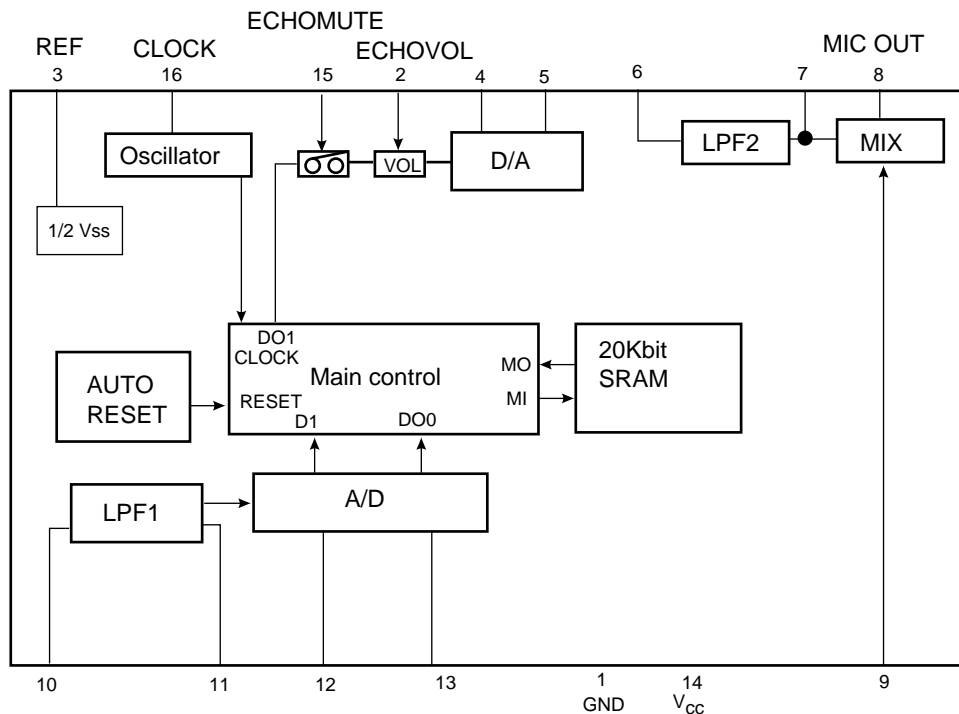 ECHOMUTE
REF
CLOCK
ECHOVOL
MIC OUT
3
16
15
2
4
5
6
7
8
Oscillator
VOL
D/A
LPF2
MIX
1/2 Vss
DO1
CLOCK
Main control
RESET
D1
DO0
MO
MI
20Kbit
SRAM
AUTO
RESET
LPF1
A/D
10
11
12
13
1
GND
14
VCC
9